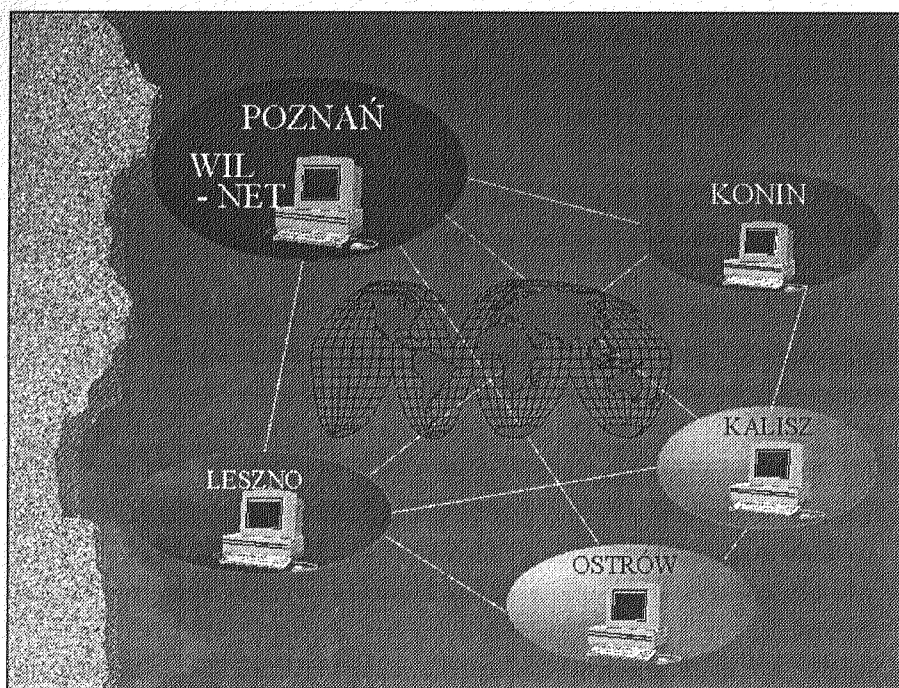 POZNAŃ
WIL
- NET
KONIN
KALISZ
LESZNO
OSTRÓW